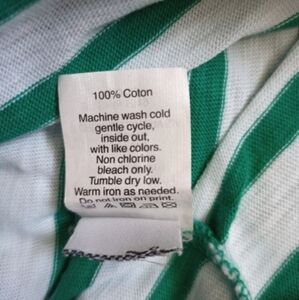 100% Coton
Machine wash cold
gentle cycle,
inside out,
with like colors.
Non chlorine
bleach only.
Tumble dry low.
Warm iron as needed.
Do not iron on print.